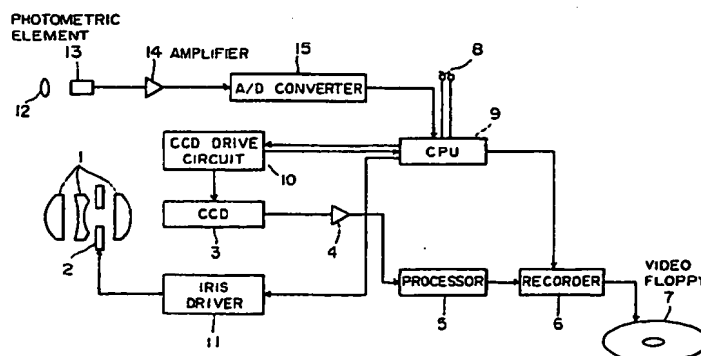 PHOTOMETRIC
ELEMENT
13
14 AMPLIFIER
15
8
12
A/D CONVERTER
9
1
CCD DRIVE
CIRCUIT
CPU
10
CCD
2
3
4
VIDEO
FLOPPY
IRIS
DRIVER
PROCESSOR
RECORDER
7
11
5
6